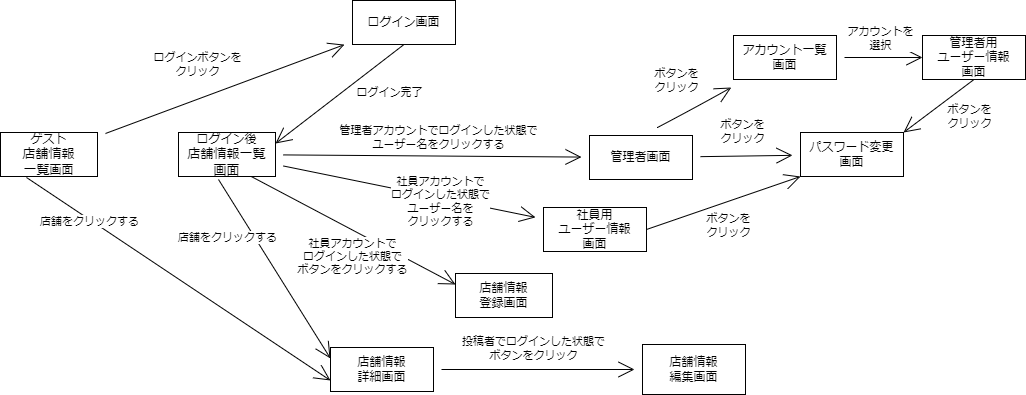 ログイン画面
ログインボタンを
クリック
ログイン完了
アカウント一覧
画面
アカウントを
選択
管理者用
ユーザー情報
画面
ボタンを
クリック
ボタンを
クリック
ゲスト
店舗情報
一覧画面
ログイン後
店舗情報一覧
画面
管理者アカウントでログインした状態で
ユーザー名をクリックする
管理者画面
ボタンを
クリック
パスワード変更
画面
社員アカウントで
ログインした状態で
ユーザー名を
クリックする
社員用
ユーザー情報
画面
ボタンを
クリック
店舗をクリックする
店舗をクリックする
社員アカウントで
ログインした状態で
ボタンをクリックする
店舗情報
登録画面
店舗情報
詳細画面
投稿者でログインした状態で
ボタンをクリック
店舗情報
編集画面